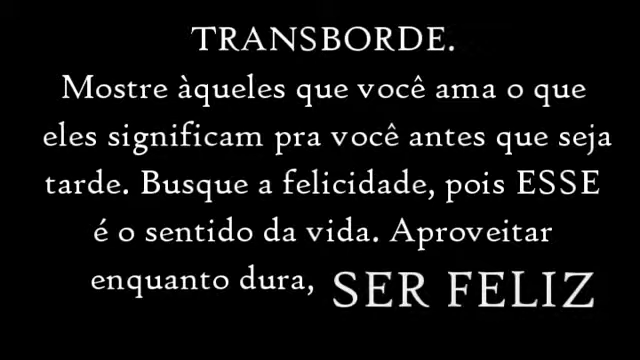 TRANSBORDE.
Mostre àqueles que você ama o que
eles significam pra você antes que seja
tarde. Busque a felicidade, pois ESSE
é o sentido da vida. Aproveitar
enquanto dura, SER FELIZ